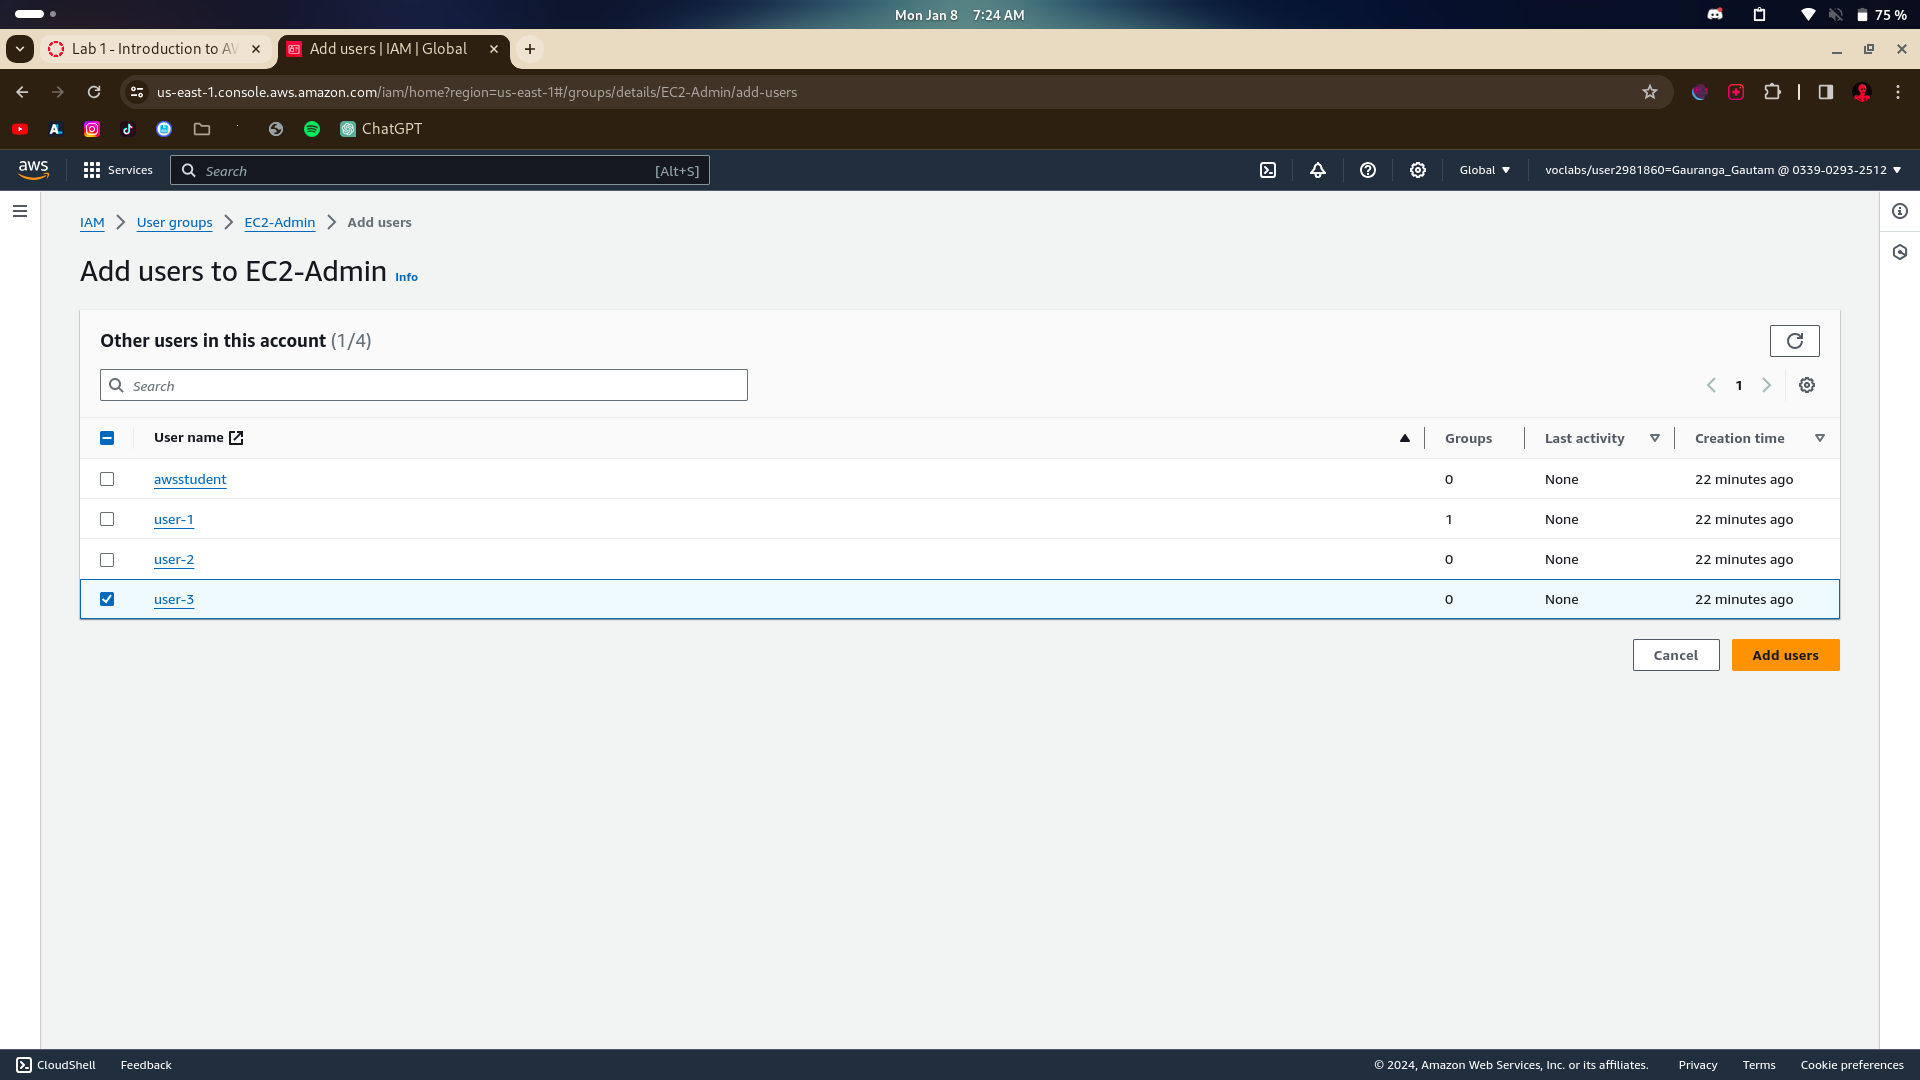 Mon Jan 8 7:24 AM
75 %
Lab 1 - Introduction to AW
Add users | IAM | Global
us-east-1.console.aws.amazon.com/iam/home?region=us-east-1#/groups/details/EC2-Admin/add-users
ChatGPT
aws
Services
Search
[Alt+S]
Global
voclabs/user2981860=Gauranga_Gautam @ 0339-0293-2512
IAM
User groups
EC2-Admin
Add users
Add users to EC2-Admin Info
Other users in this account (1/4)
Search
1
User name
Groups
Last activity
Creation time
awsstudent 0 None 22 minutes ago
user-1 1 None 22 minutes ago
user-2 0 None 22 minutes ago
user-3 0 None 22 minutes ago
Cancel
Add users
CloudShell
Feedback
© 2024, Amazon Web Services, Inc. or its affiliates.
Privacy
Terms
Cookie preferences